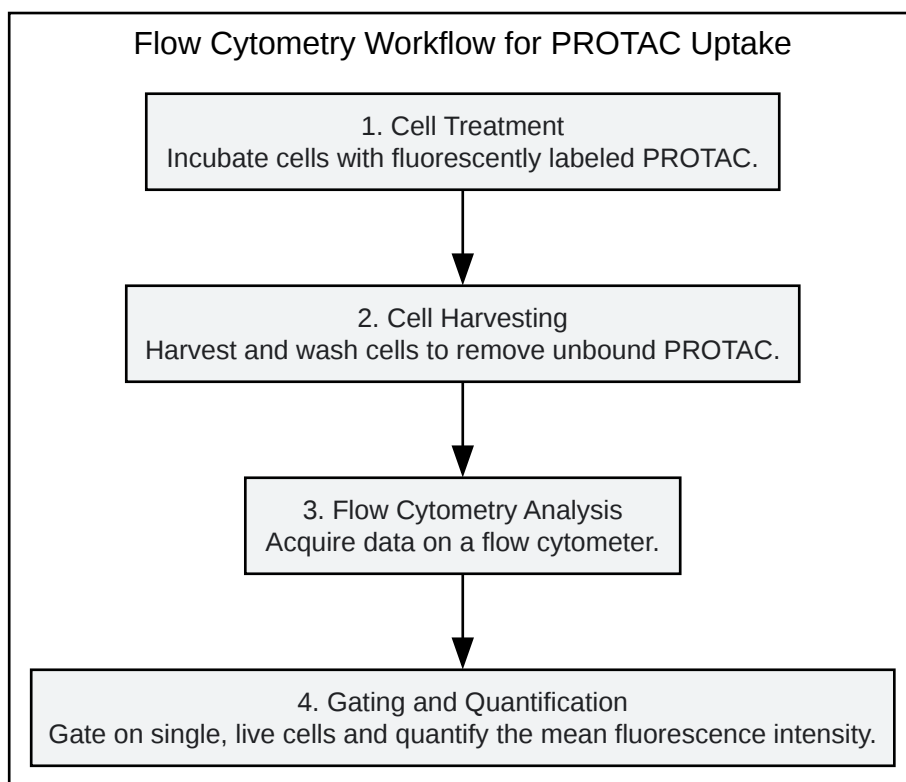 Flow Cytometry Workflow for PROTAC Uptake
1. Cell Treatment
Incubate cells with fluorescently labeled PROTAC.
2. Cell Harvesting
Harvest and wash cells to remove unbound PROTAC.
3. Flow Cytometry Analysis
Acquire data on a flow cytometer.
4. Gating and Quantification
Gate on single, live cells and quantify the mean fluorescence intensity.